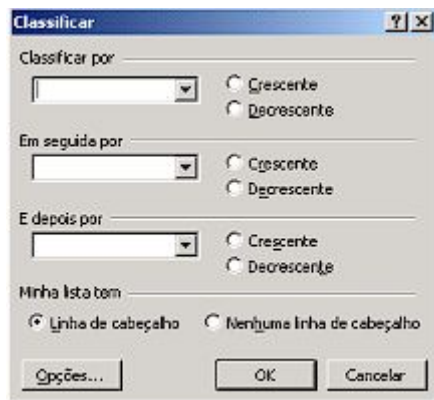 Classificar
Classificar por
Crescente
Decrescente
Em seguida por
Crescente
Decrescente
E depois por
Crescente
Decrescente
Minha lista tem
Linha de cabeçalho Nenhuma linha de cabeçalho
Opções... OK Cancelar